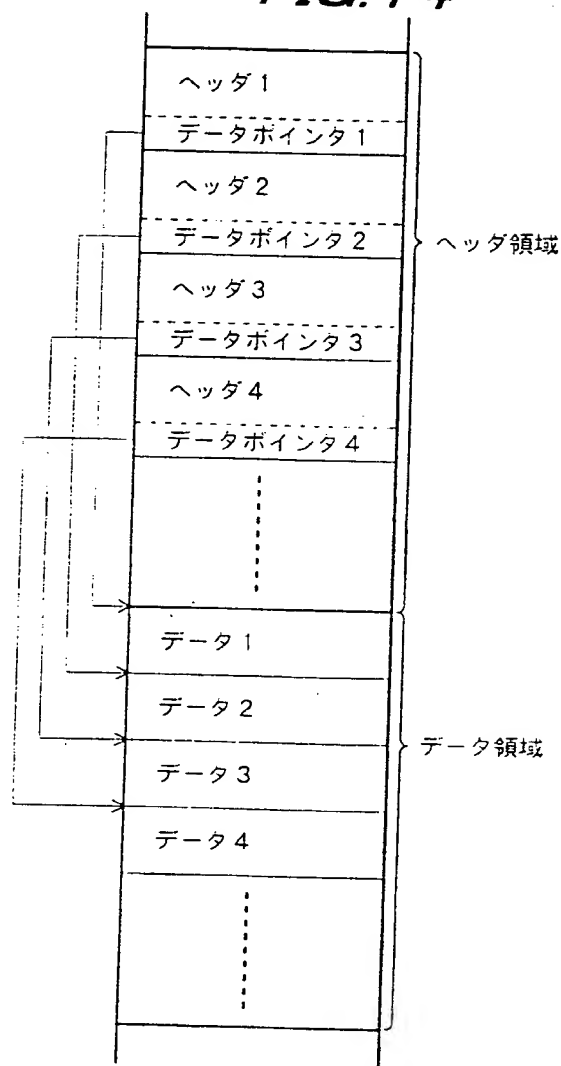 FIG. 14
ヘッダ1
データポインタ1
ヘッダ2
データポインタ2
ヘッダ領域
ヘッダ3
データポインタ3
ヘッダ4
データポインタ4
データ1
データ2
データ領域
データ3
データ4